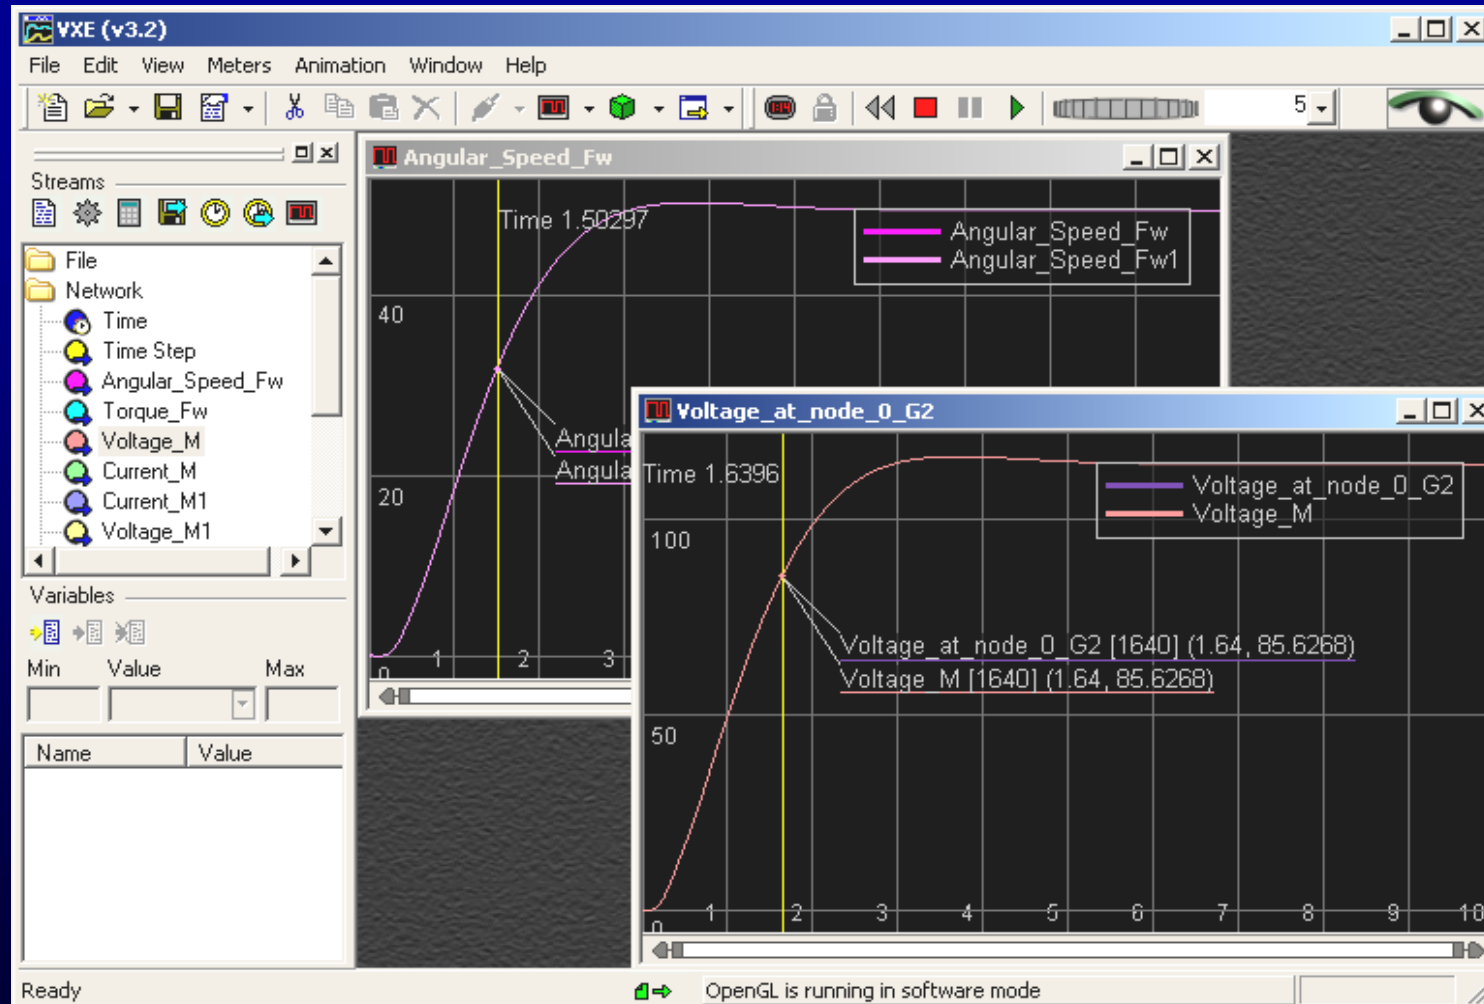 VXE (v3.2)
File Edit View Meters Animation Window Help
5
Streams
File
Network
Time
Time Step
Angular_Speed_Fw
Torque_Fw
Voltage_M
Current_M
Current_M1
Voltage_M1
Variables
Min Value Max
Name Value
Angular_Speed_Fw
Time 1.50297
Angular_Speed_Fw
Angular_Speed_Fw1
40
20
Angula
Angula
0 1 2 3
Voltage_at_node_0_G2
Time 1.6396
Voltage_at_node_0_G2
Voltage_M
100
50
Voltage_at_node_0_G2 [1640] (1.64, 85.6268)
Voltage_M [1640] (1.64, 85.6268)
0 1 2 3 4 5 6 7 8 9 10
Ready
OpenGL is running in software mode